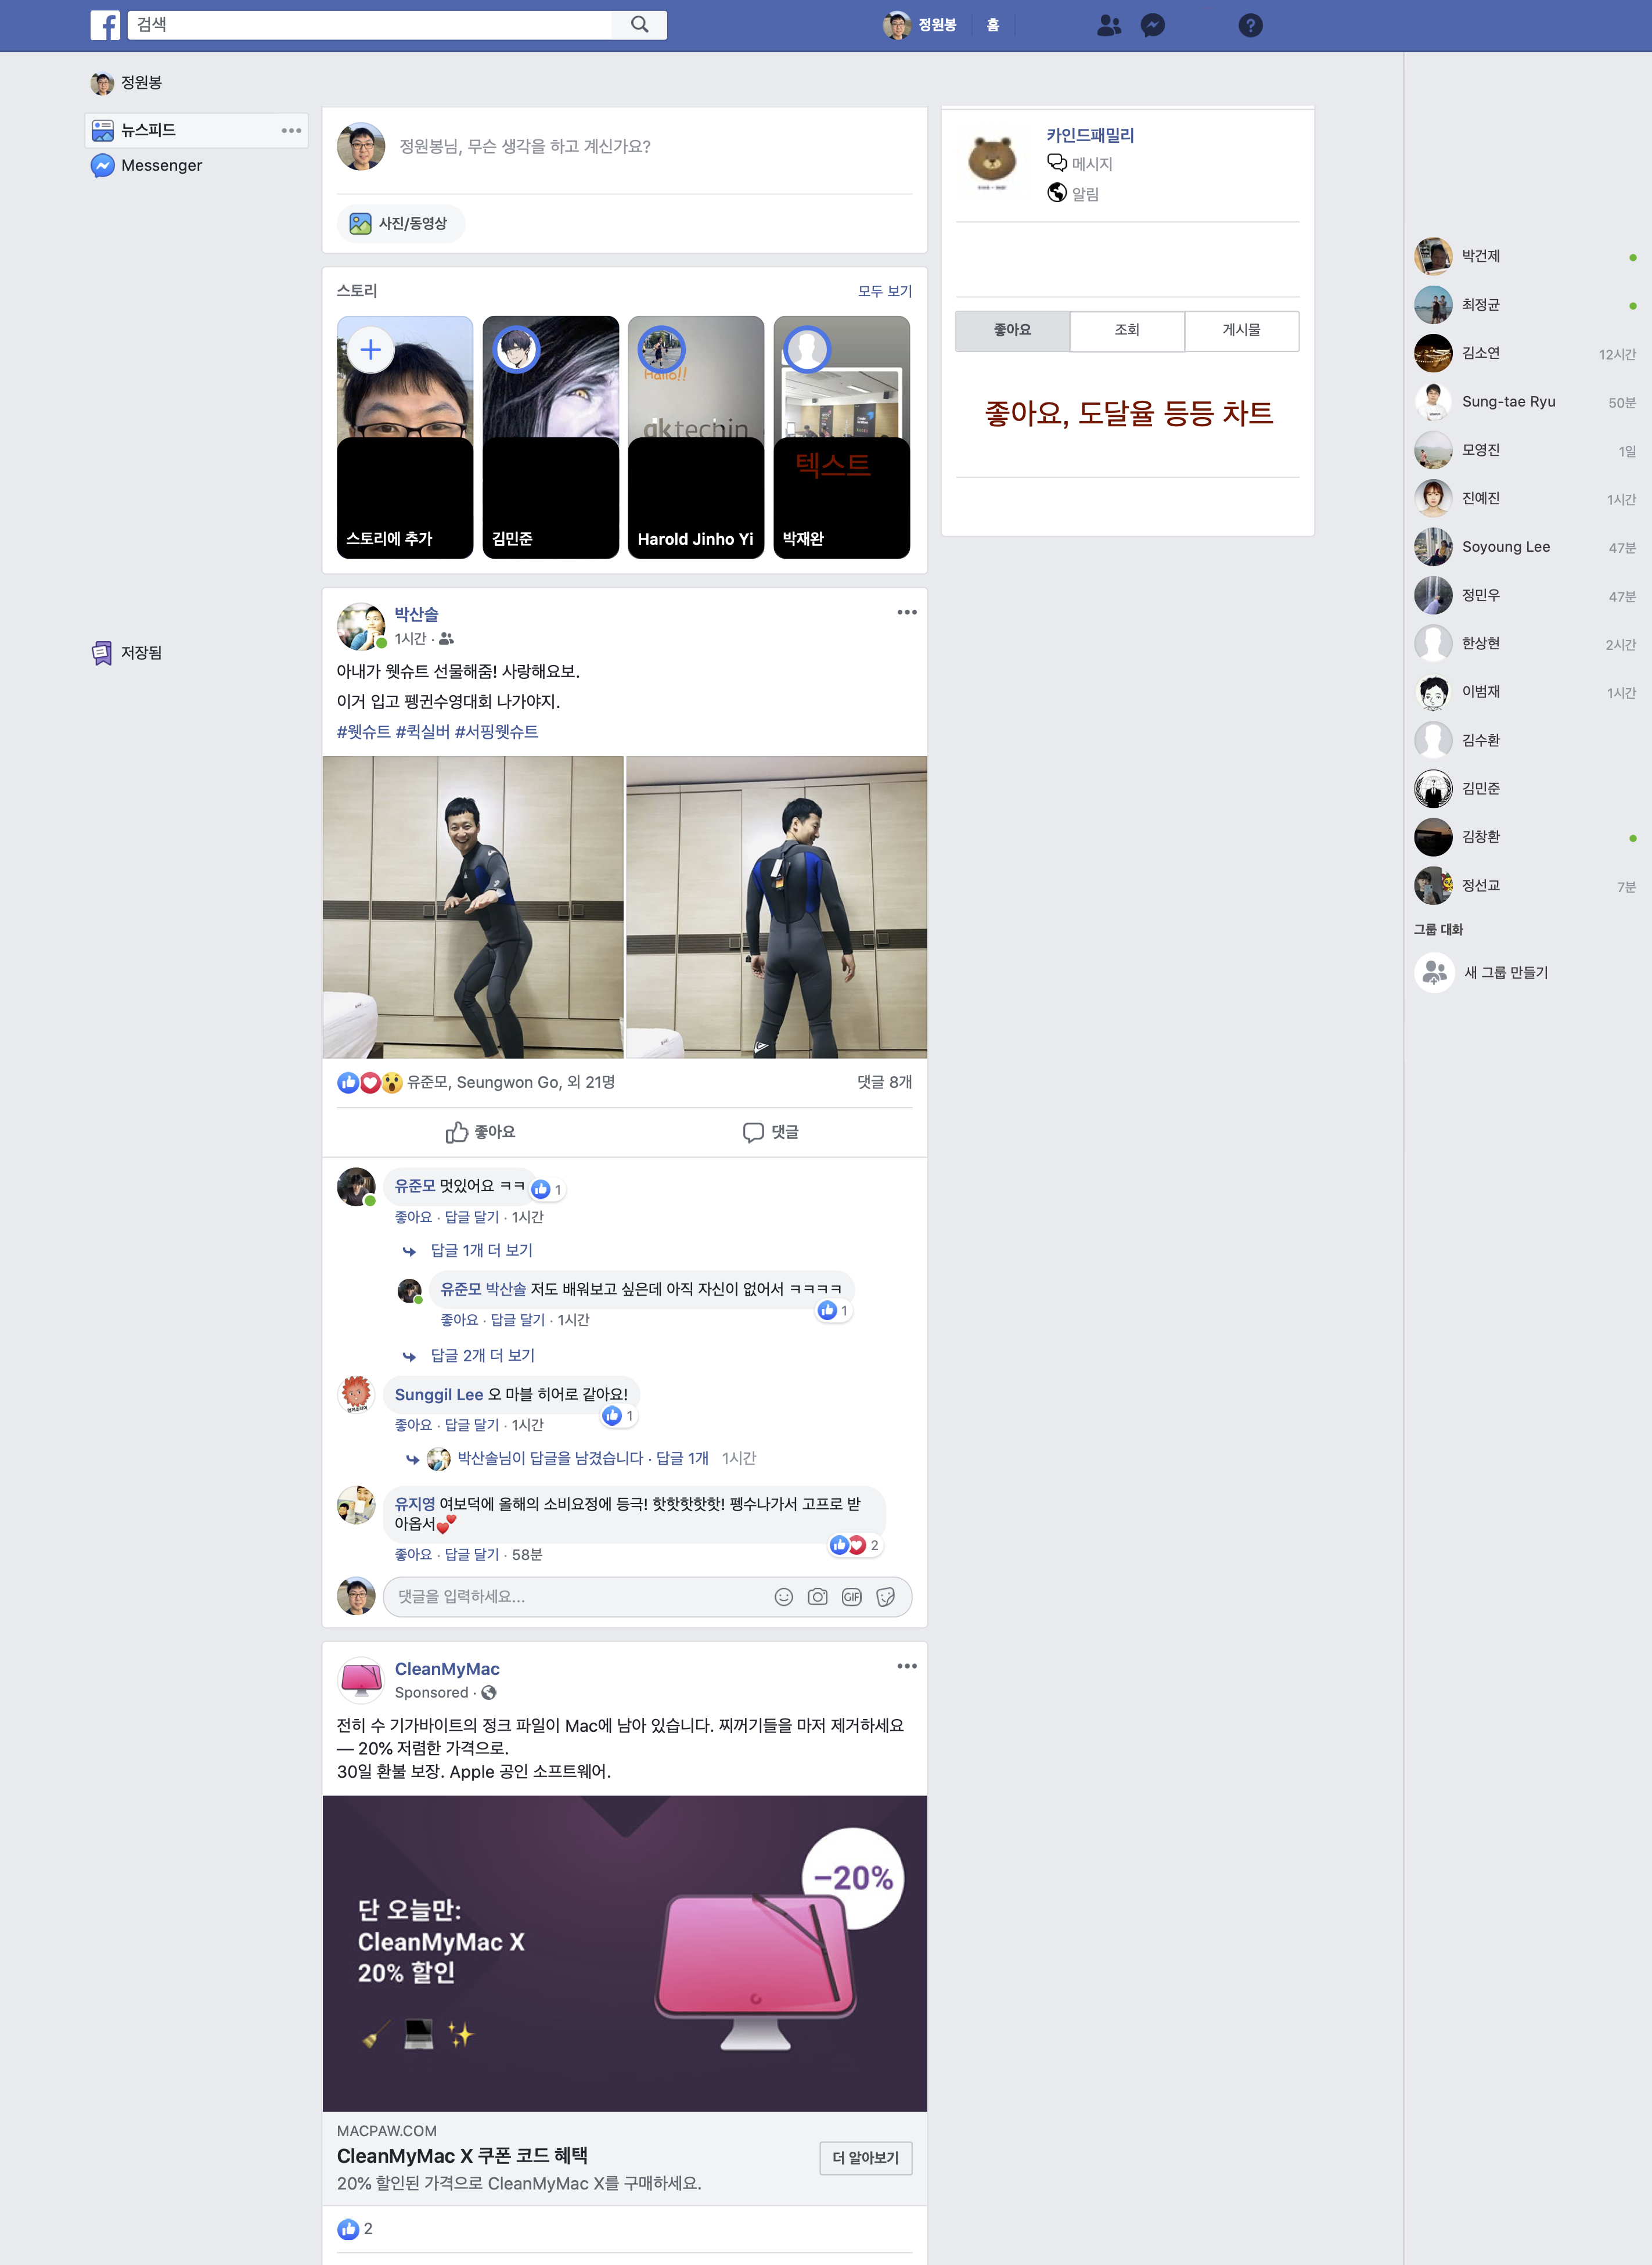 검색
정원봉
홈
정원봉
뉴스피드
Messenger
저장됨
정원봉님, 무슨 생각을 하고 계신가요?
사진/동영상
스토리
모두 보기
Hallo!!
gktechin
텍스트
스토리에 추가
김민준
Harold Jinho Yi
박재완
박산솔
1시간 ·
아내가 웻슈트 선물해줌! 사랑해요보.
이거 입고 펭귄수영대회 나가야지.
#웻슈트 #퀵실버 #서핑웻슈트
유준모, Seungwon Go, 외 21명
댓글 8개
좋아요
댓글
유준모 멋있어요 ㅋㅋ
1
좋아요 · 답글 달기 · 1시간
답글 1개 더 보기
유준모 박산솔 저도 배워보고 싶은데 아직 자신이 없어서 ㅋㅋㅋㅋ
1
좋아요 · 답글 달기 · 1시간
답글 2개 더 보기
Sunggil Lee 오 마블 히어로 같아요!
1
좋아요 · 답글 달기 · 1시간
박산솔님이 답글을 남겼습니다 · 답글 1개 1시간
유지영 여보덕에 올해의 소비요정에 등극! 핫핫핫핫핫! 펭수나가서 고프로 받
아옵서💕
2
좋아요 · 답글 달기 · 58분
댓글을 입력하세요...
GIF
CleanMyMac
Sponsored ·
전히 수 기가바이트의 정크 파일이 Mac에 남아 있습니다. 찌꺼기들을 마저 제거하세요
— 20% 저렴한 가격으로.
30일 환불 보장. Apple 공인 소프트웨어.
–20%
단 오늘만:
CleanMyMac X
20% 할인
MACPAW.COM
CleanMyMac X 쿠폰 코드 혜택
20% 할인된 가격으로 CleanMyMac X를 구매하세요.
더 알아보기
2
카인드패밀리
메시지
알림
좋아요
조회
게시물
좋아요, 도달율 등등 차트
박건제
최정균
김소연 12시간
Sung-tae Ryu 50분
모영진 1일
진예진 1시간
Soyoung Lee 47분
정민우 47분
한상현 2시간
이범재 1시간
김수환
김민준
김창환
정선교 7분
그룹 대화
새 그룹 만들기